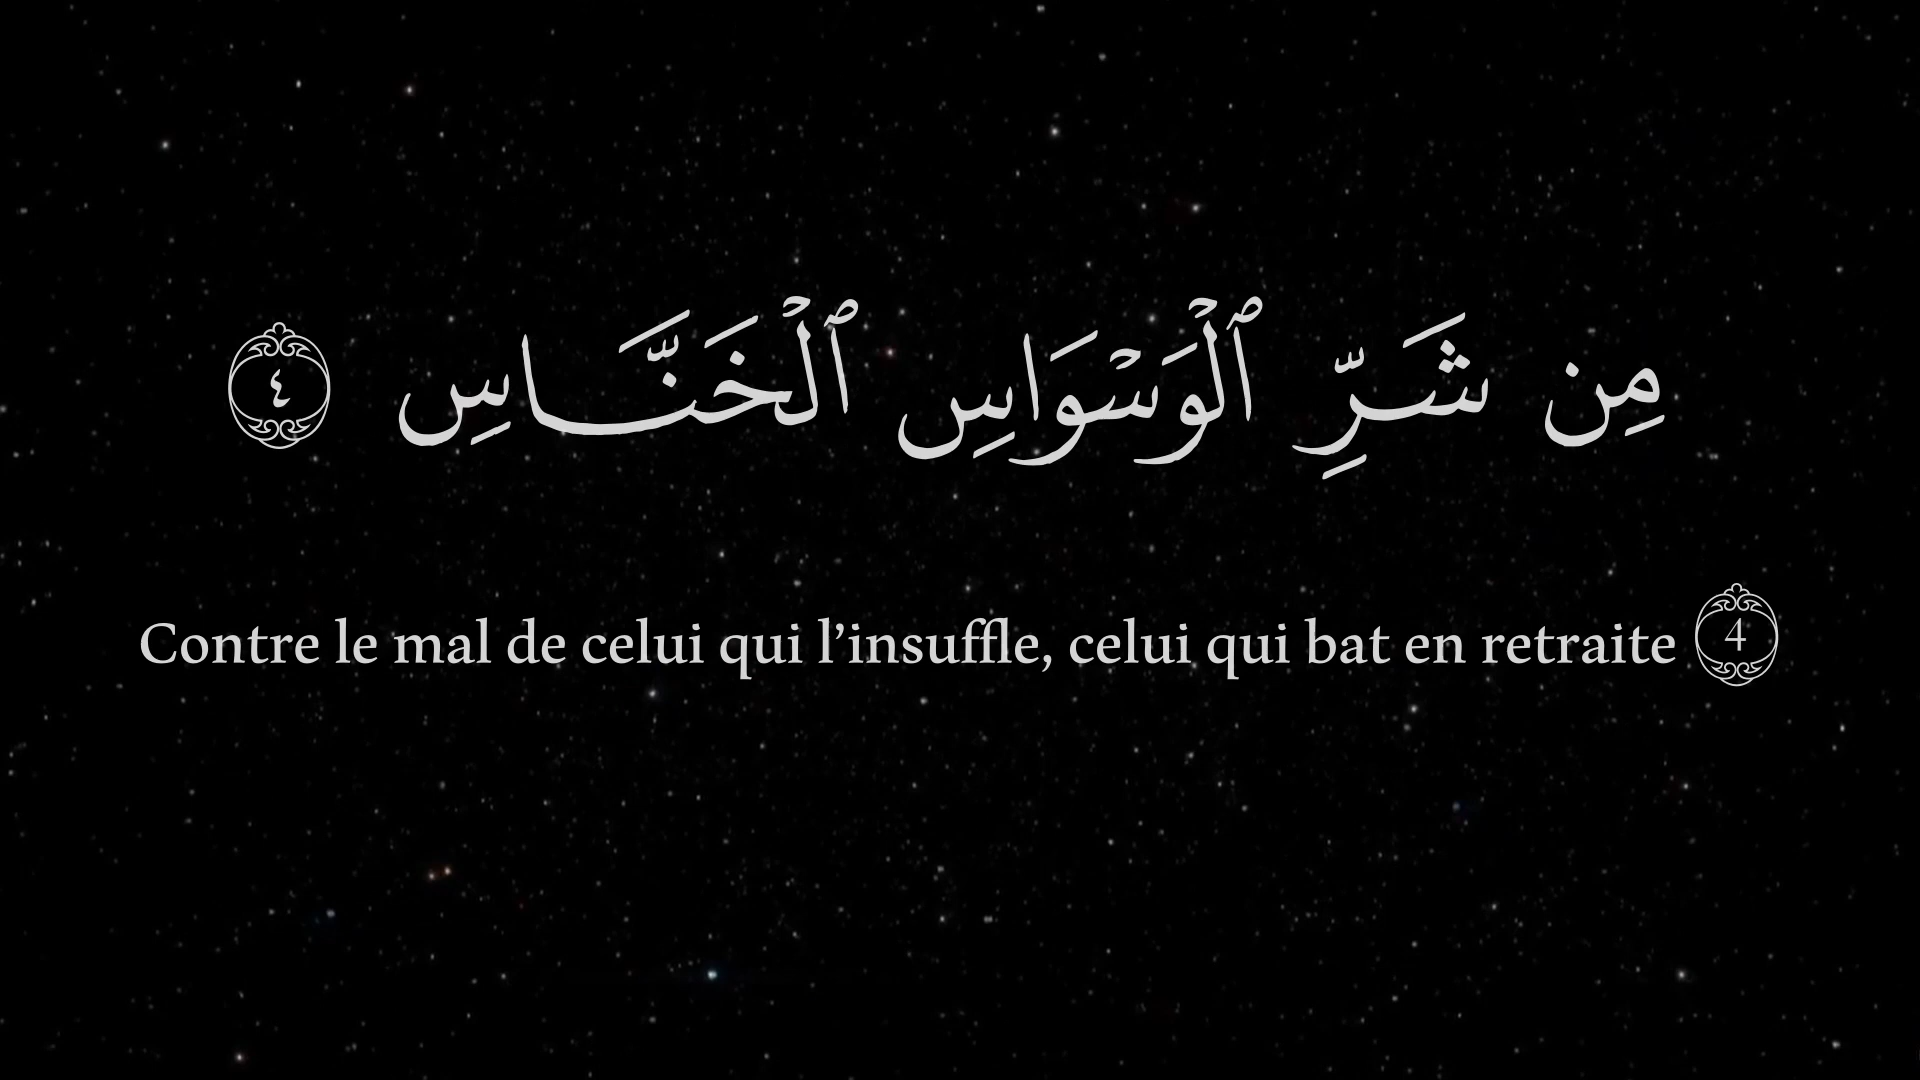 مِن شَرِّ ٱلْوَسْوَاسِ ٱلْخَنَّاسِ ٤
Contre le mal de celui qui l’insuffle, celui qui bat en retraite 4